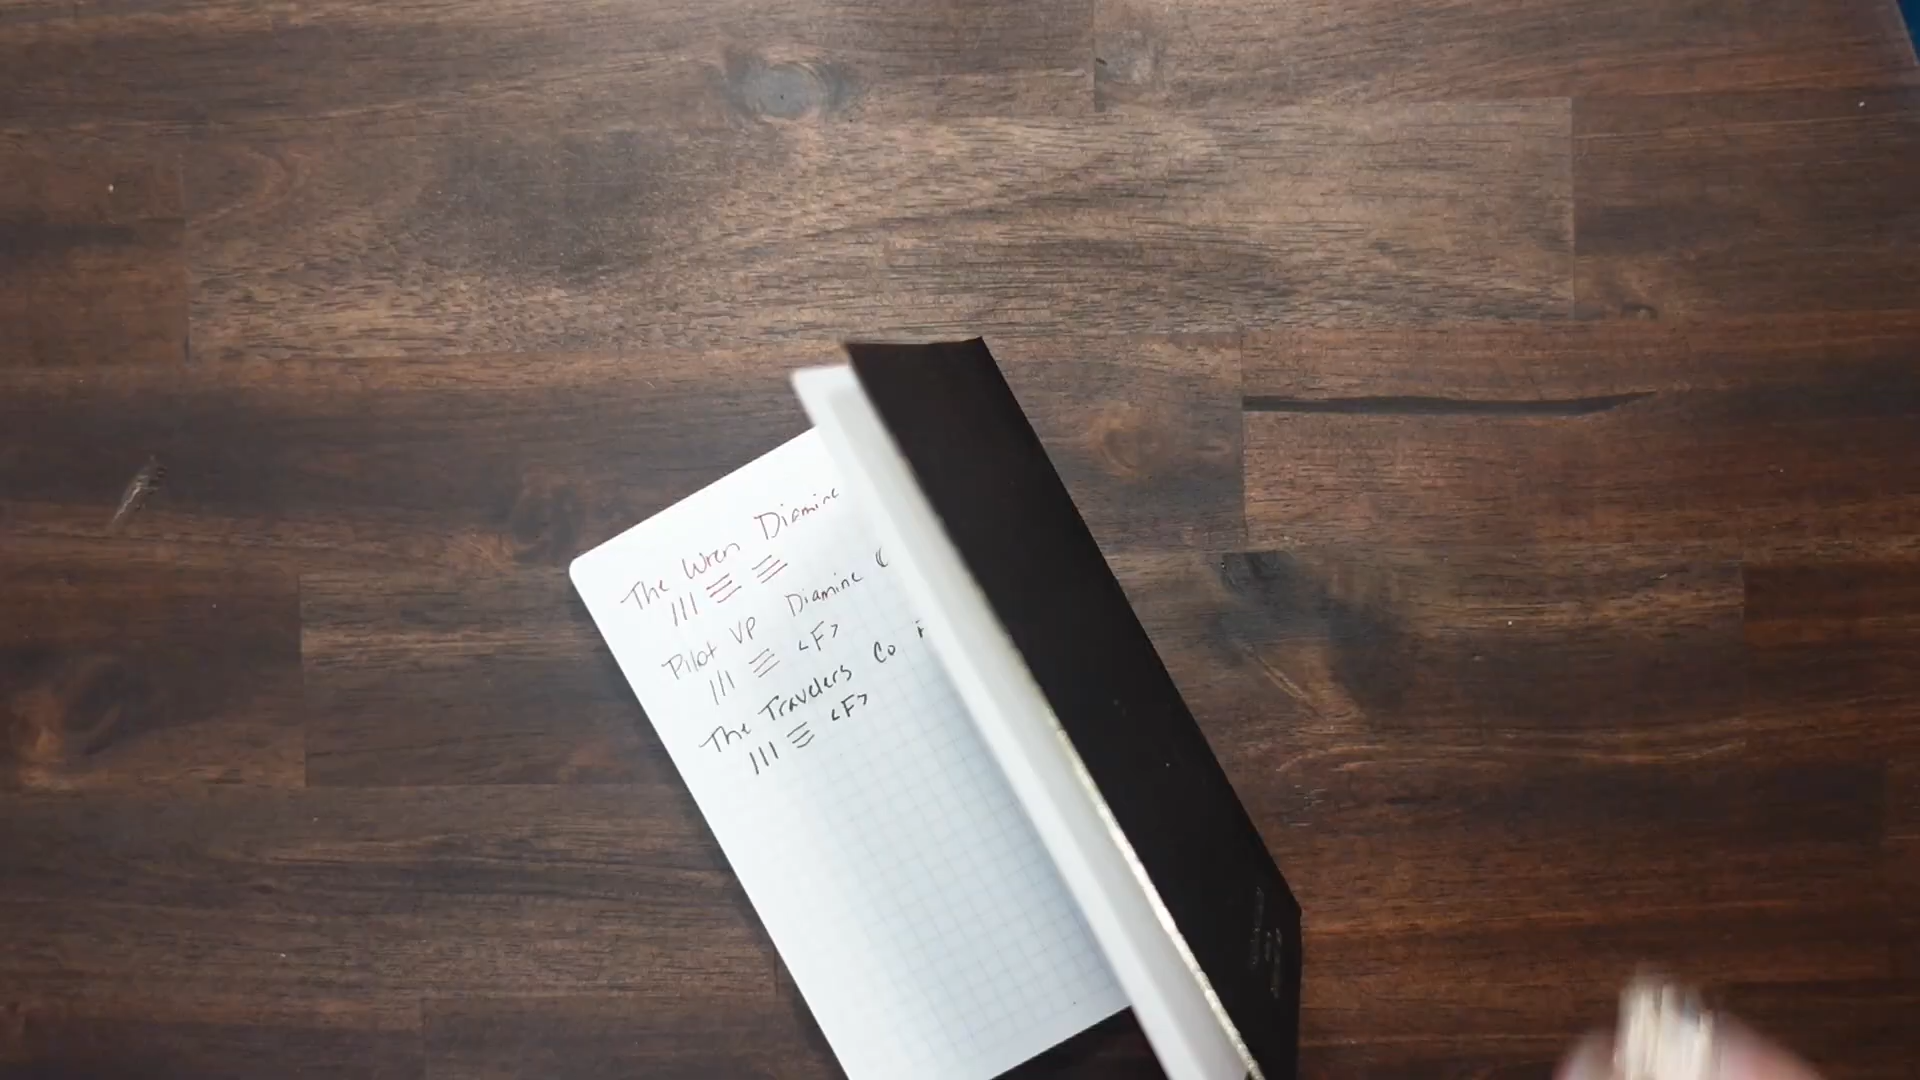 The Wren Diamine
Pilot VP Diamine
<F>
The Travelers Co
<F>